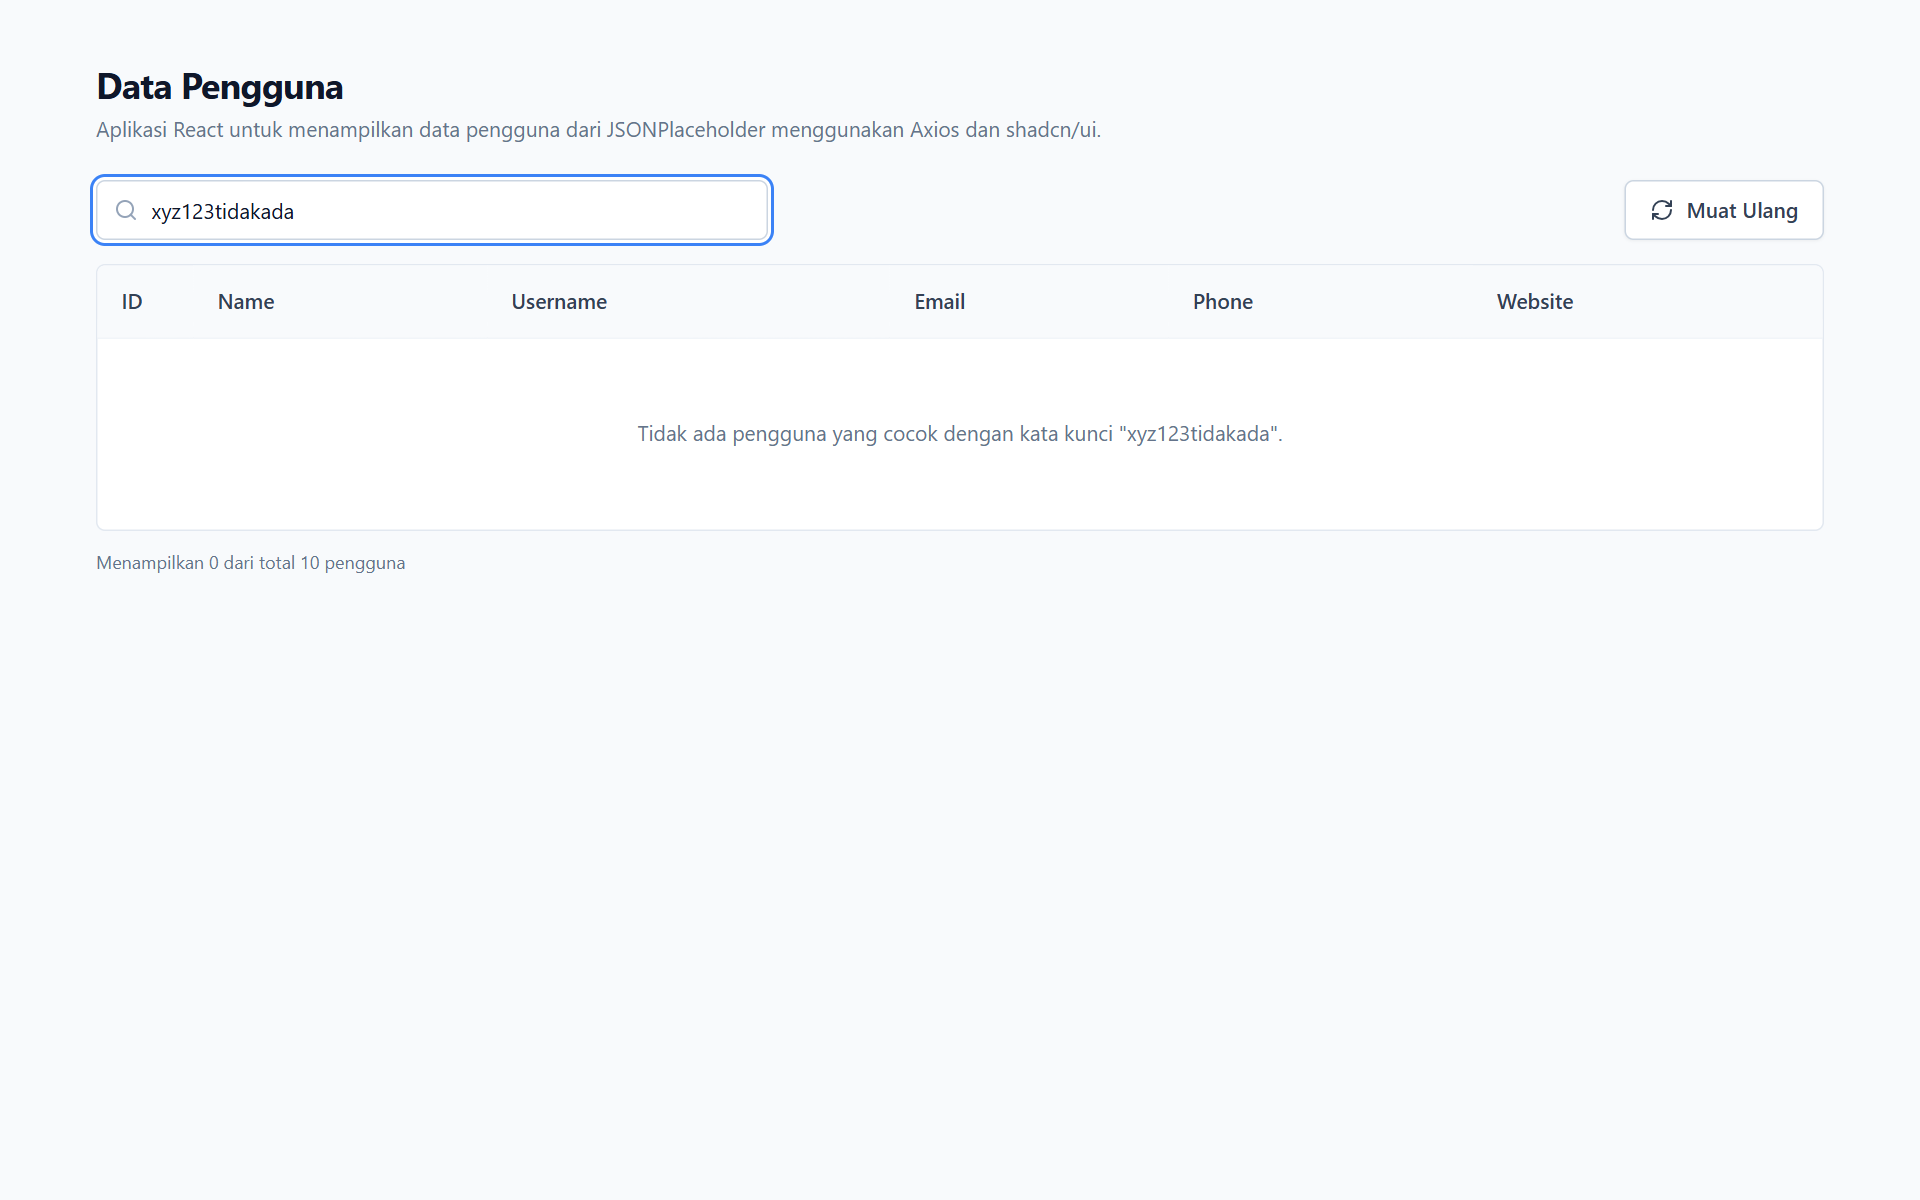 Data Pengguna
Aplikasi React untuk menampilkan data pengguna dari JSONPlaceholder menggunakan Axios dan shadcn/ui.
xyz123tidakada
Muat Ulang
ID Name Username Email Phone Website
Tidak ada pengguna yang cocok dengan kata kunci "xyz123tidakada".
Menampilkan 0 dari total 10 pengguna